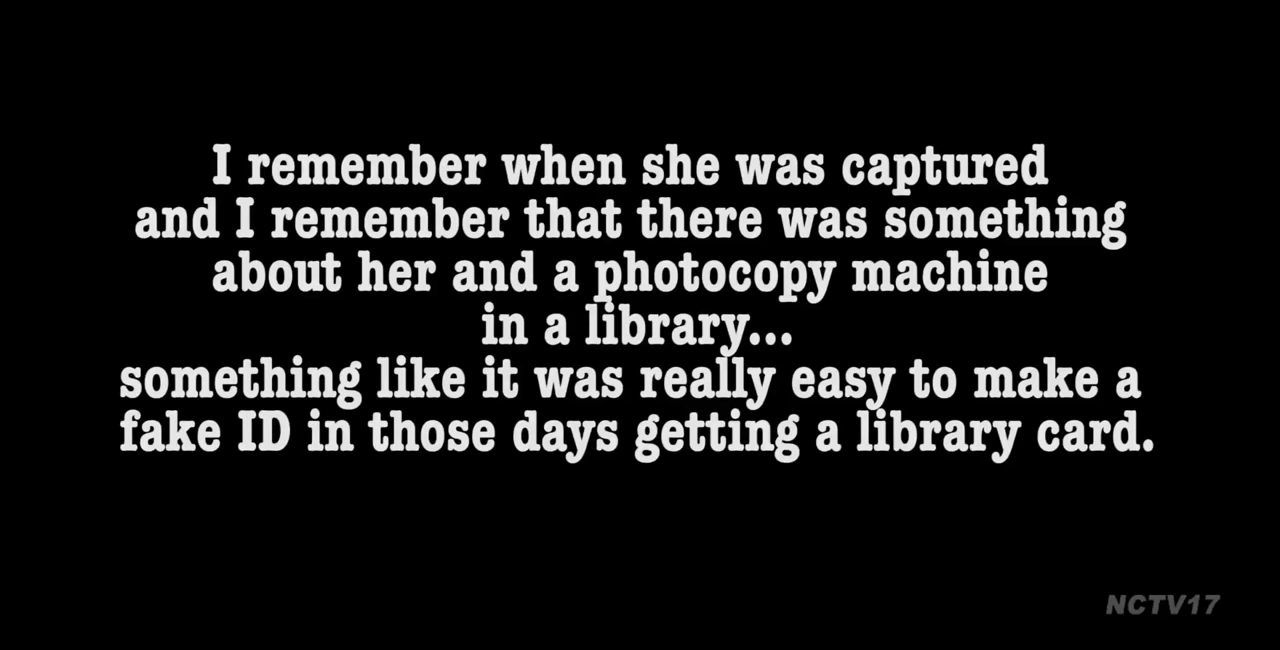 I remember when she was captured
and I remember that there was something
about her and a photocopy machine
in a library...
something like it was really easy to make a
fake ID in those days getting a library card.
NCTV17